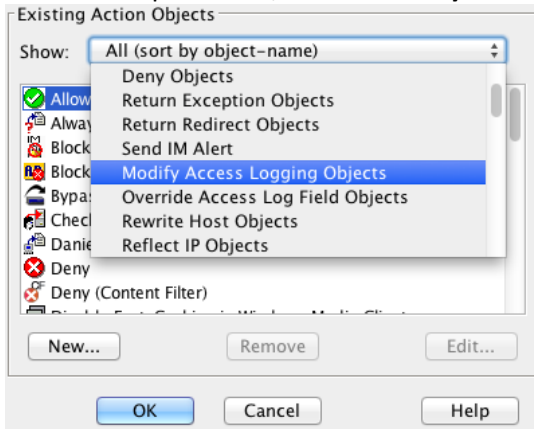 Existing Action Objects
Show: All (sort by object-name)
Deny Objects
Return Exception Objects
Return Redirect Objects
Send IM Alert
Modify Access Logging Objects
Override Access Log Field Objects
Rewrite Host Objects
Reflect IP Objects
Allow
Alway
Block
Block
Bypa
Check
Danie
Deny
Deny (Content Filter)
New... Remove Edit...
OK Cancel Help